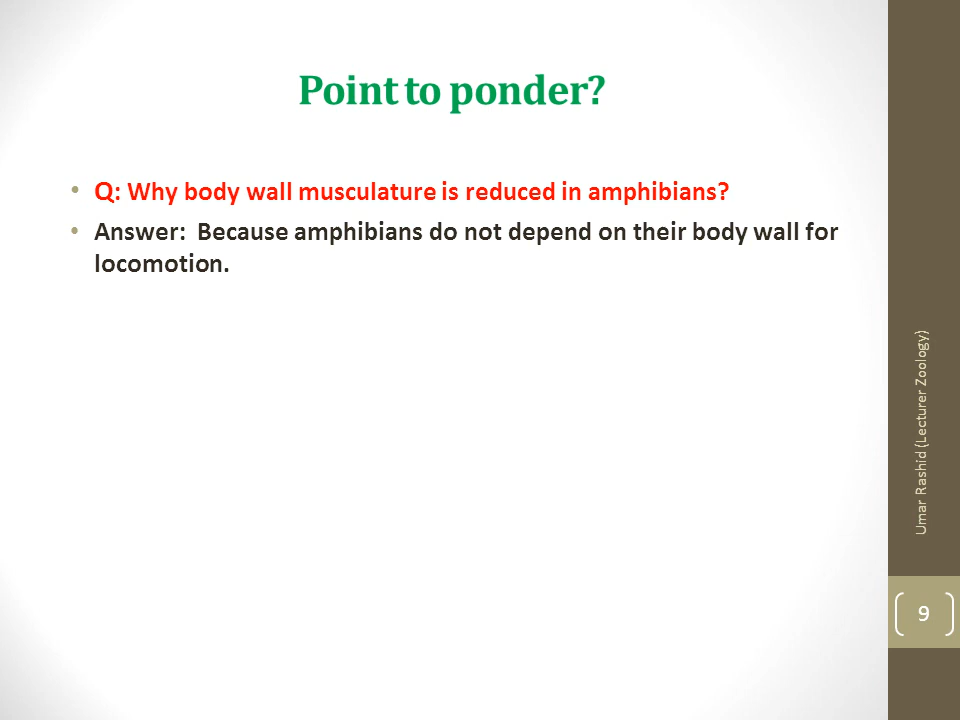 Point to ponder?
• Q: Why body wall musculature is reduced in amphibians?
• Answer: Because amphibians do not depend on their body wall for
locomotion.
Umar Rashid (Lecturer Zoology)
9